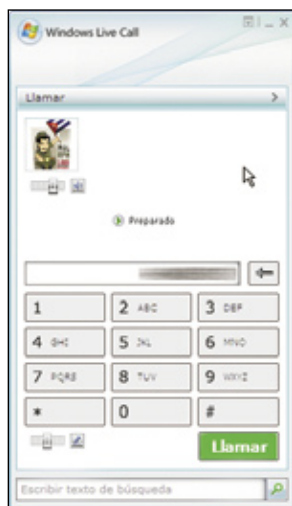 Windows Live Call
Llamar
Preparado
1
2 ABC
3 DEF
4 GHI
5 JKL
6 MNO
7 PQRS
8 TUV
9 WXYZ
*
0
#
Llamar
Escribir texto de búsqueda